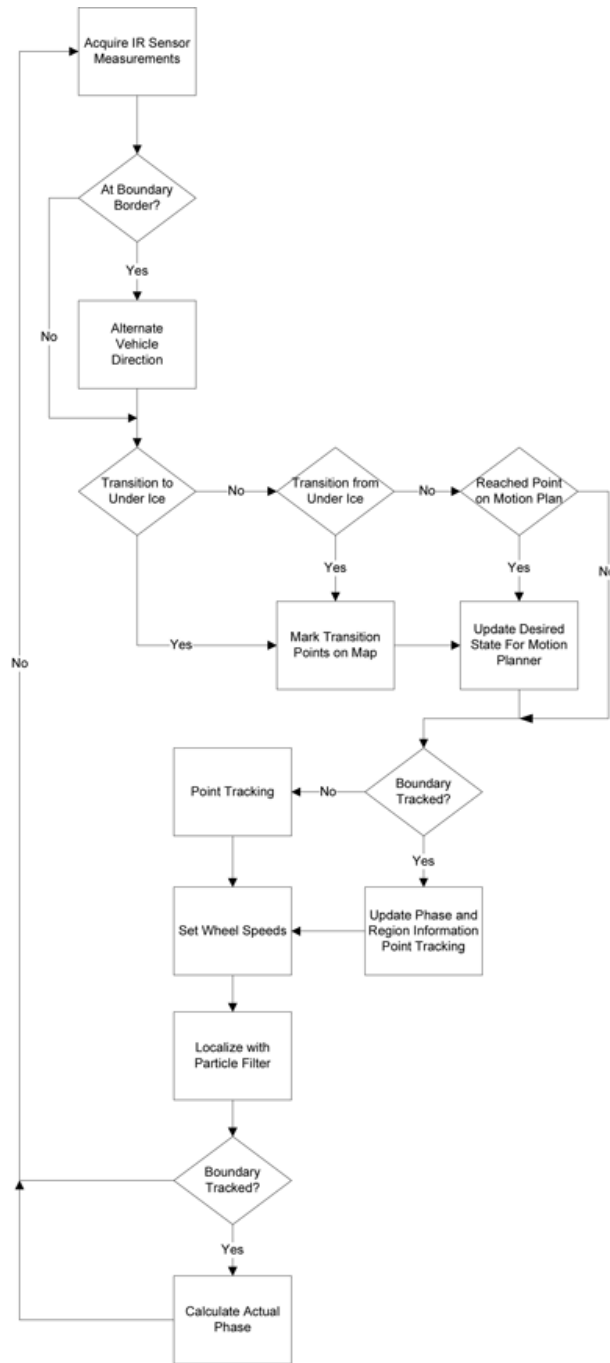 Acquire IR Sensor
Measurements
At Boundary
Border?
Yes
No
Alternate
Vehicle
Direction
Transition to
Under Ice
No
Transition from
Under Ice
No
Reached Point
on Motion Plan
No
Yes
Yes
Yes
Mark Transition
Points on Map
Update Desired
State For Motion
Planner
No
Boundary
Tracked?
No
Point Tracking
Yes
Set Wheel Speeds
Update Phase and
Region Information
Point Tracking
Localize with
Particle Filter
Boundary
Tracked?
Yes
Calculate Actual
Phase